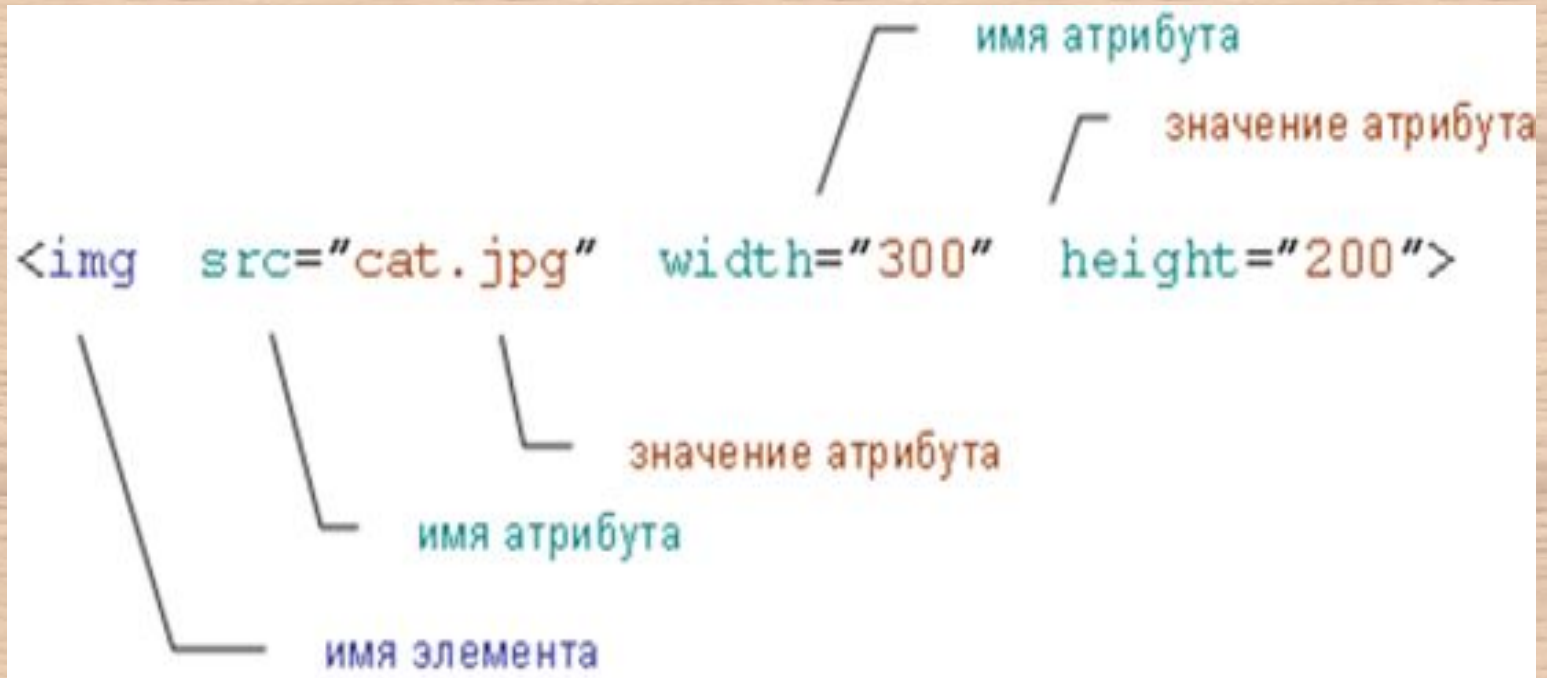 имя атрибута
значение атрибута
<img src="cat.jpg" width="300" height="200">
значение атрибута
имя атрибута
имя элемента